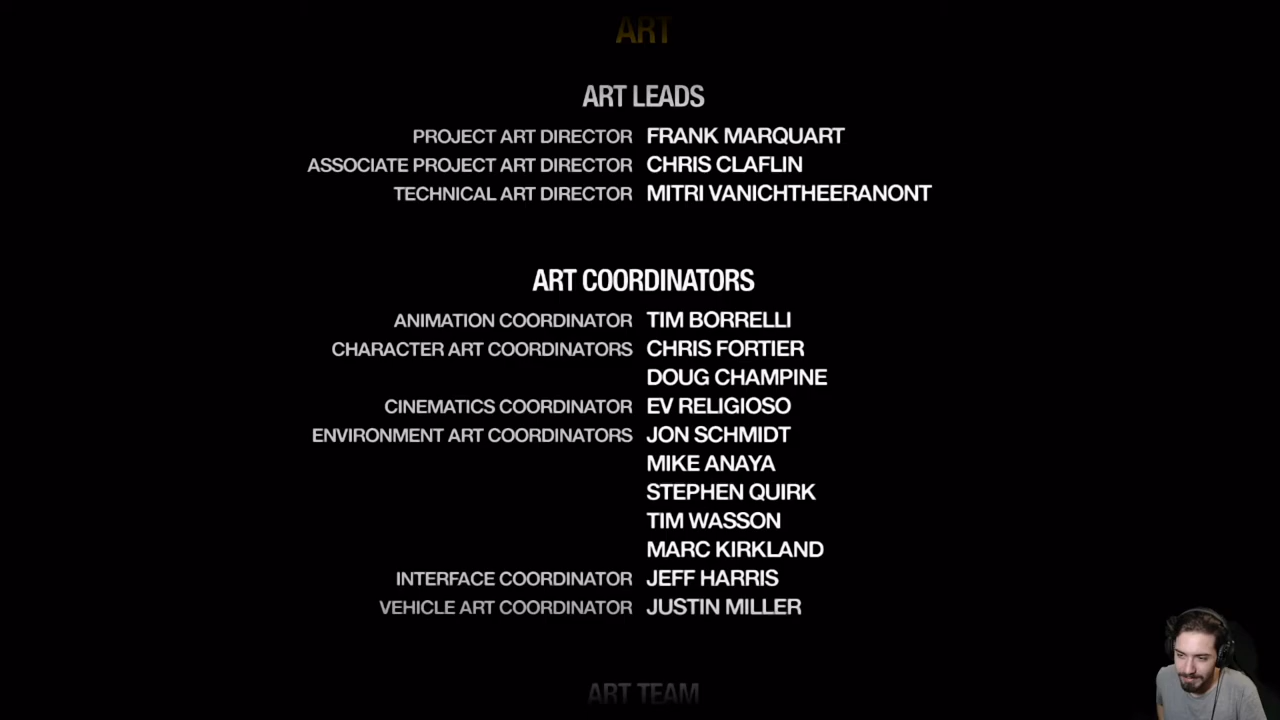 ART
ART LEADS
PROJECT ART DIRECTOR FRANK MARQUART
ASSOCIATE PROJECT ART DIRECTOR CHRIS CLAFLIN
TECHNICAL ART DIRECTOR MITRI VANICHTHEERANONT
ART COORDINATORS
ANIMATION COORDINATOR TIM BORRELLI
CHARACTER ART COORDINATORS CHRIS FORTIER
DOUG CHAMPINE
CINEMATICS COORDINATOR EV RELIGIOSO
ENVIRONMENT ART COORDINATORS JON SCHMIDT
MIKE ANAYA
STEPHEN QUIRK
TIM WASSON
MARC KIRKLAND
INTERFACE COORDINATOR JEFF HARRIS
VEHICLE ART COORDINATOR JUSTIN MILLER
ART TEAM